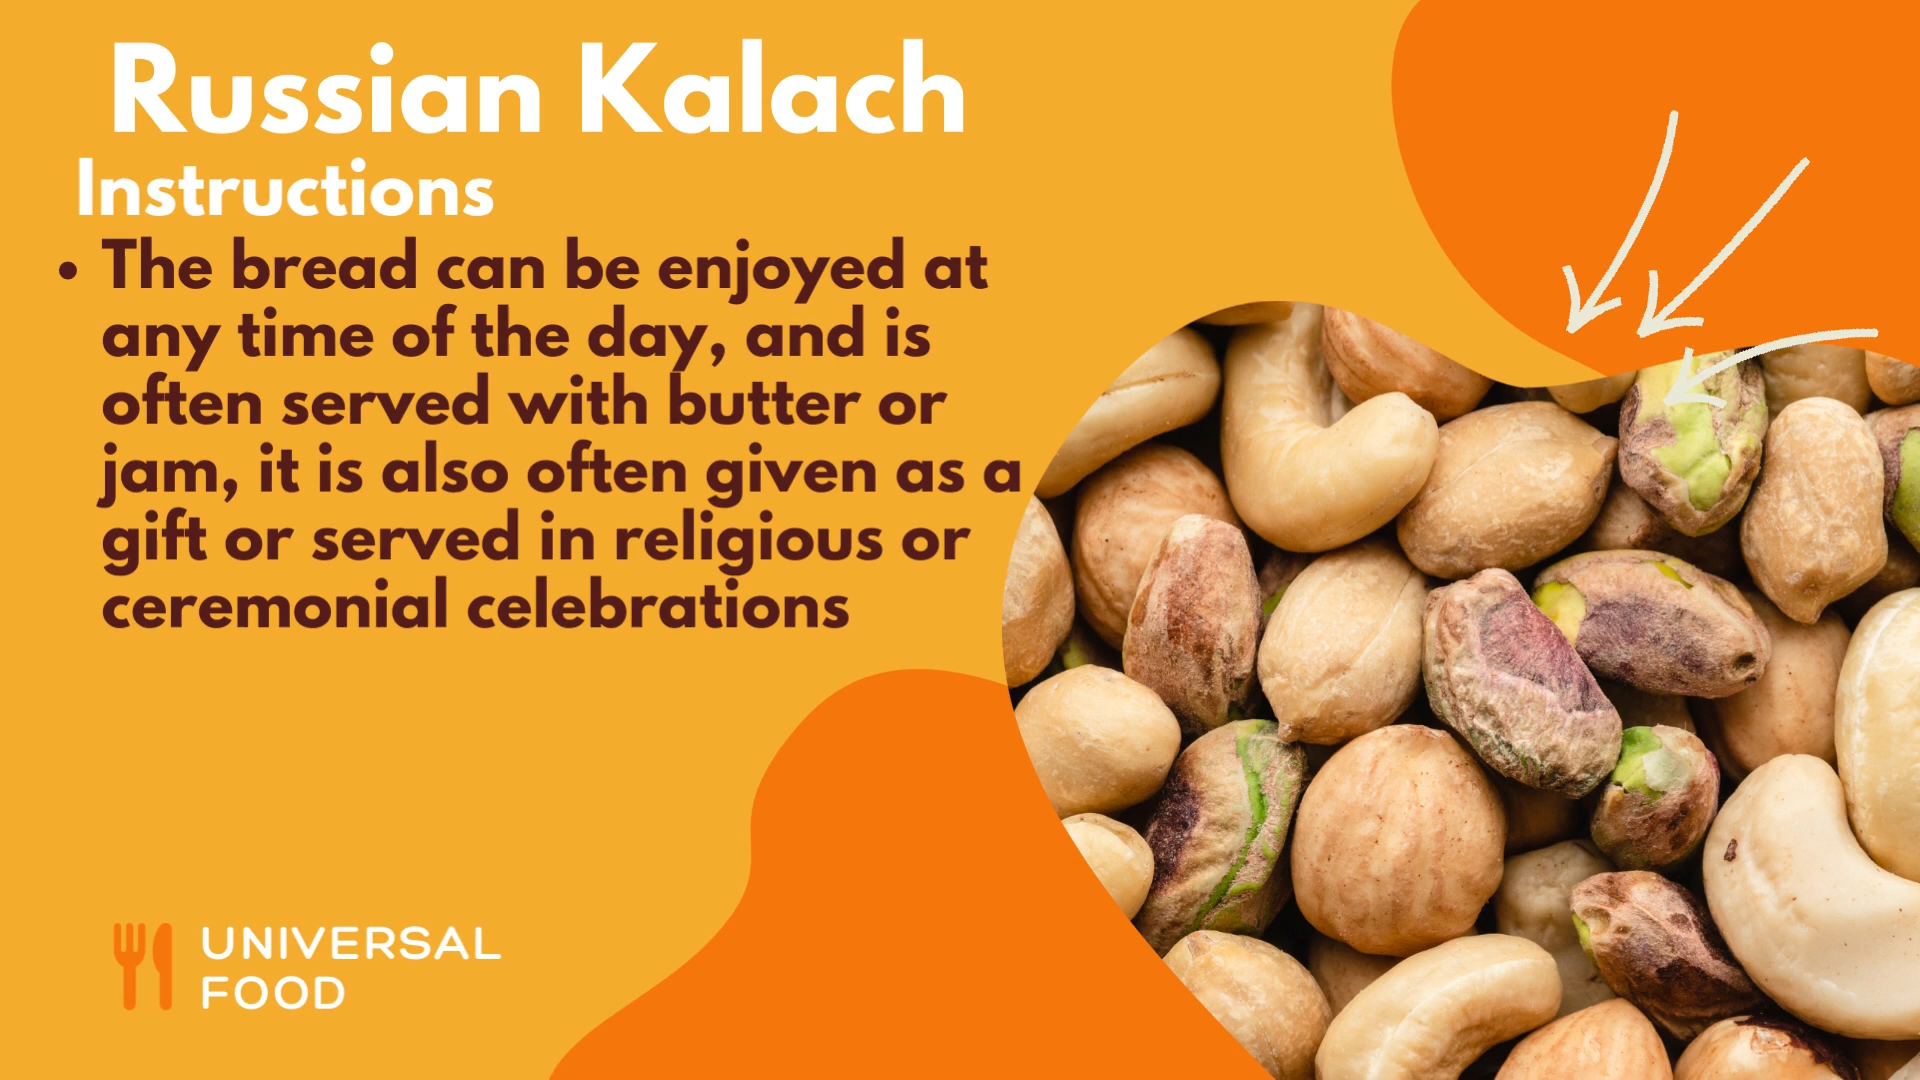 Russian Kalach
Instructions
• The bread can be enjoyed at
any time of the day, and is
often served with butter or
jam, it is also often given as a
gift or served in religious or
ceremonial celebrations
UNIVERSAL
FOOD